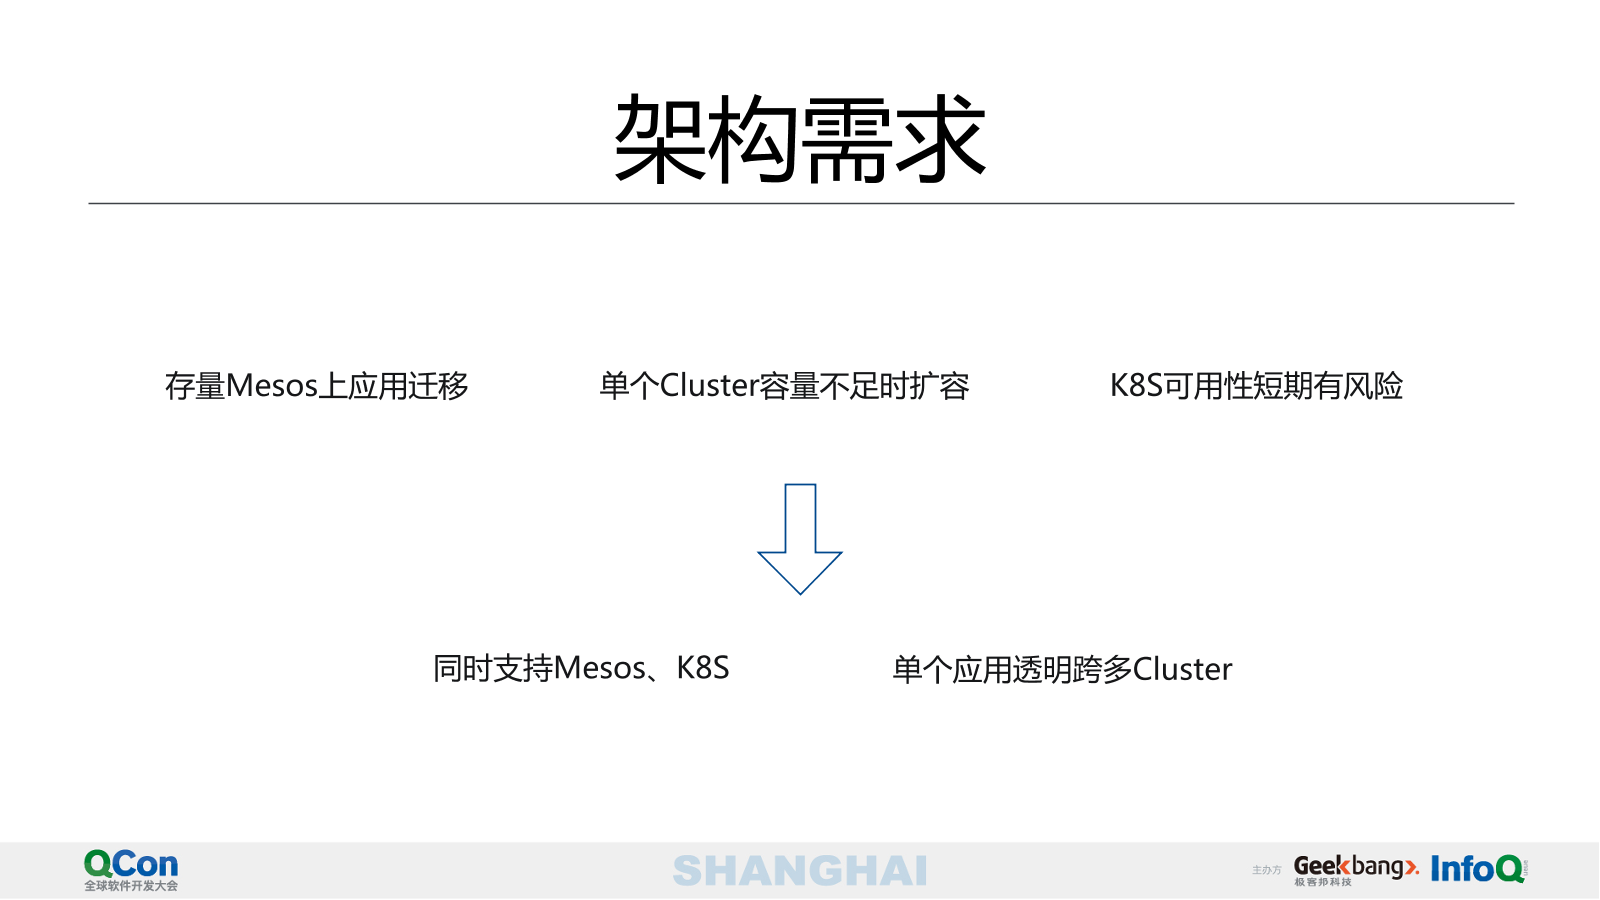 架构需求
存量Mesos上应用迁移
单个Cluster容量不足时扩容
K8S可用性短期有风险
同时支持Mesos、K8S
单个应用透明跨多Cluster
QCon
全球软件开发大会
SHANGHAI
主办方
Geekbang>.
极客邦科技
InfoQ